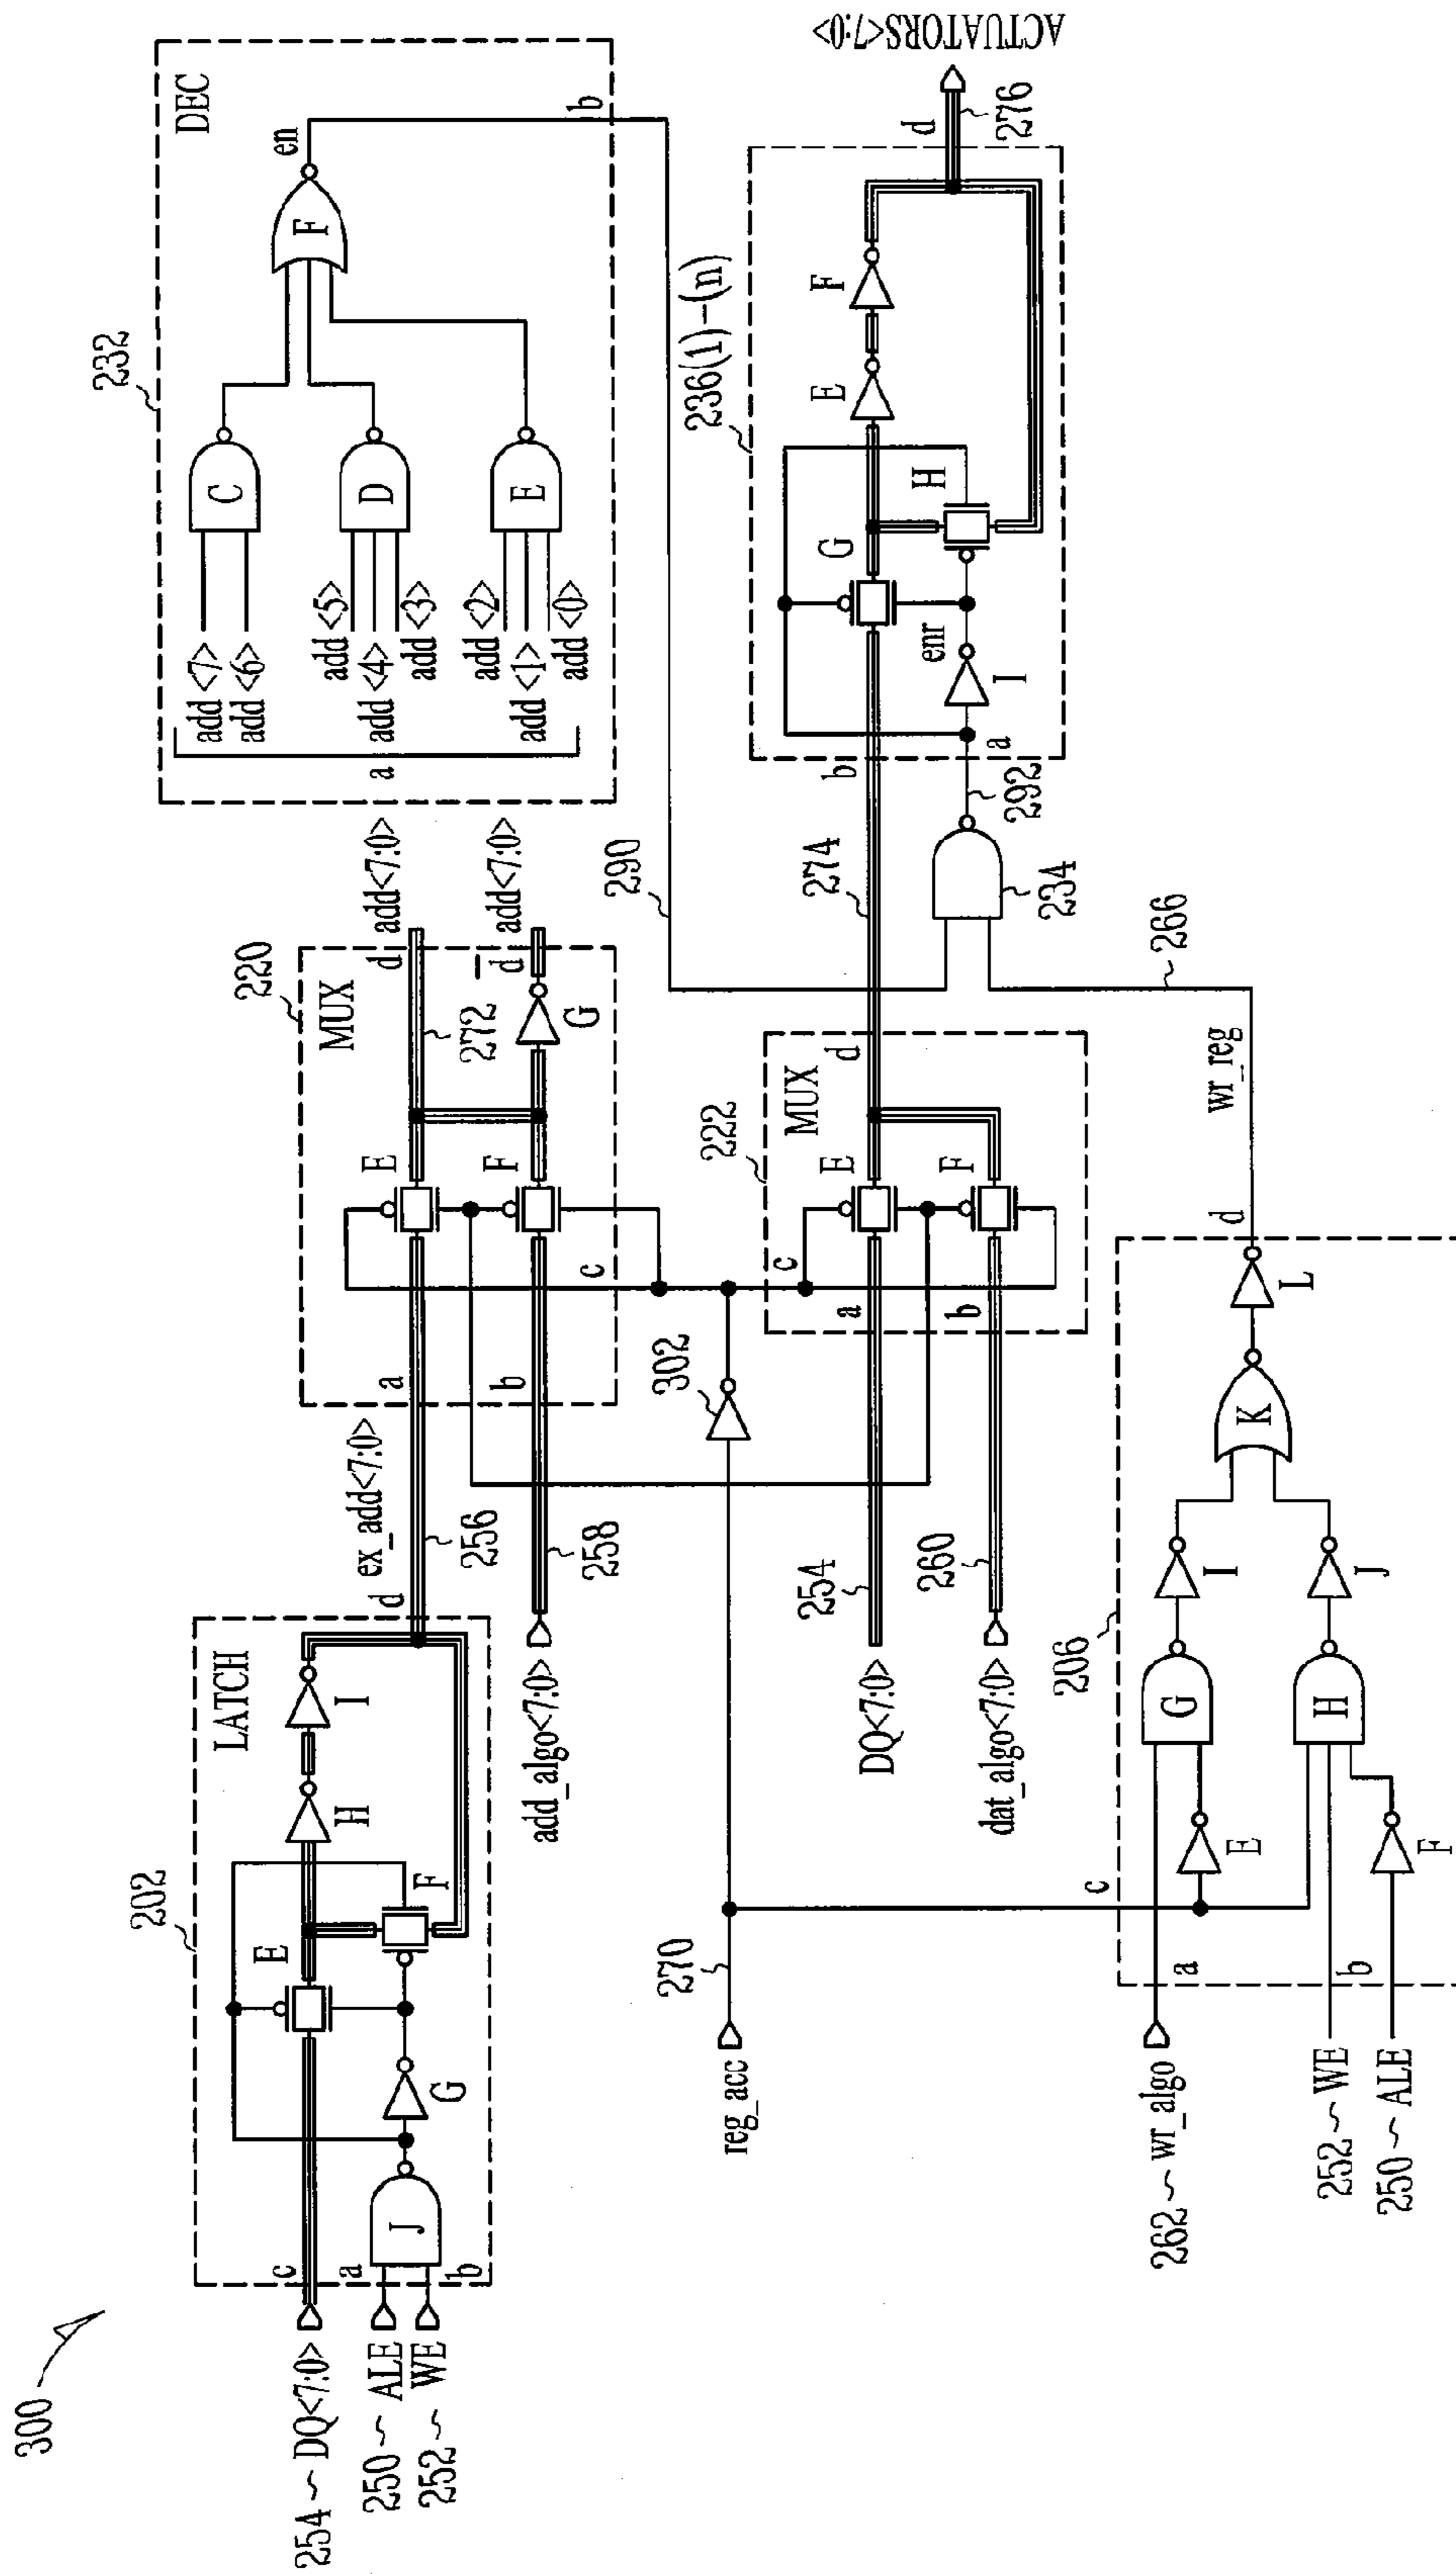 300
254 ~ DQ<7:0>
250 ~ ALE
252 ~ WE
202
LATCH
c
a
b
J
G
E
F
H
I
d
ex_add<7:0>
256
add_algo<7:0>
258
220
MUX
a
b
c
E
F
G
d
d
272
add<7:0>
add<7:0>
232
DEC
a
add<7>
add<6>
add<5>
add<4>
add<3>
add<2>
add<1>
add<0>
C
D
E
F
en
b
290
reg_acc
270
302
DQ<7:0>
254
dat_algo<7:0>
260
222
MUX
a
b
c
E
F
d
274
234
292
266
236(1)-(n)
b
a
I
enr
G
H
E
F
d
276
ACTUATORS<7:0>
262 ~ wr_algo
252 ~ WE
250 ~ ALE
206
a
b
c
E
F
G
H
I
J
K
L
d
wr_reg